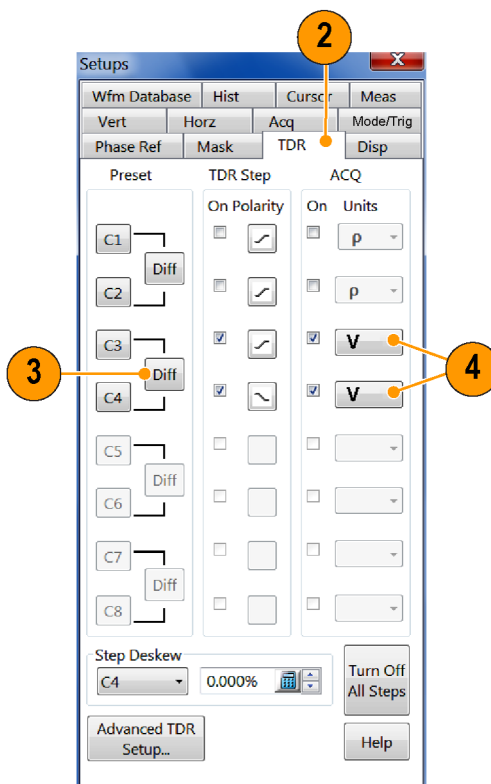 2
Setups
X
Wfm Database Hist Cursor Meas
Vert Horz Acq Mode/Trig
Phase Ref Mask TDR Disp
Preset TDR Step ACQ
On Polarity On Units
C1 ρ
Diff
C2 ρ
C3 V
3 Diff 4
C4 V
C5
Diff
C6
C7
Diff
C8
Step Deskew
C4 0.000%
Turn Off
All Steps
Advanced TDR
Setup...
Help